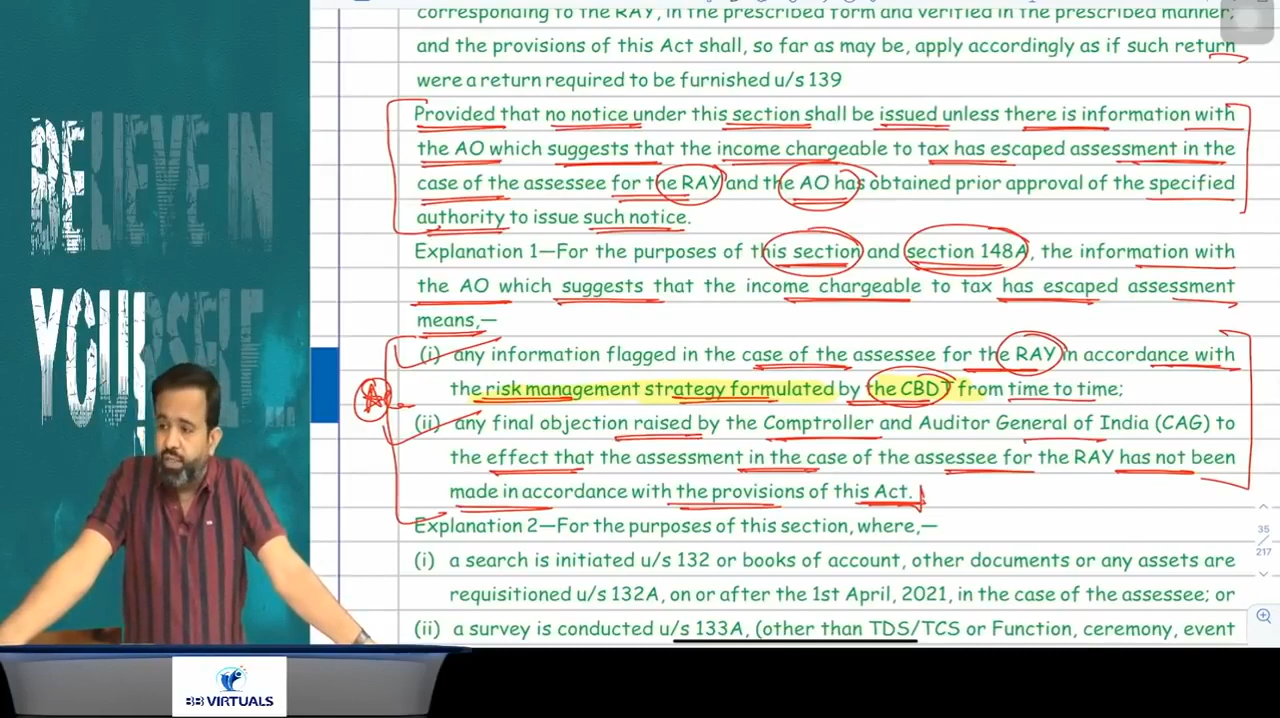 corresponding to the RAY, in the prescribed form and verified in the prescribed manner,
and the provisions of this Act shall, so far as may be, apply accordingly as if such return
were a return required to be furnished u/s 139
Provided that no notice under this section shall be issued unless there is information with
the AO which suggests that the income chargeable to tax has escaped assessment in the
case of the assessee for the RAY and the AO has obtained prior approval of the specified
authority to issue such notice.
Explanation 1—For the purposes of this section and section 148A, the information with
the AO which suggests that the income chargeable to tax has escaped assessment
means,—
(i) any information flagged in the case of the assessee for the RAY in accordance with
the risk management strategy formulated by the CBDT from time to time;
(ii) any final objection raised by the Comptroller and Auditor General of India (CAG) to
the effect that the assessment in the case of the assessee for the RAY has not been
made in accordance with the provisions of this Act.
Explanation 2—For the purposes of this section, where,—
(i) a search is initiated u/s 132 or books of account, other documents or any assets are
requisitioned u/s 132A, on or after the 1st April, 2021, in the case of the assessee; or
(ii) a survey is conducted u/s 133A, (other than TDS/TCS or Function, ceremony, event
BELIEVE IN
YOURSELF...
35
217
BB VIRTUALS